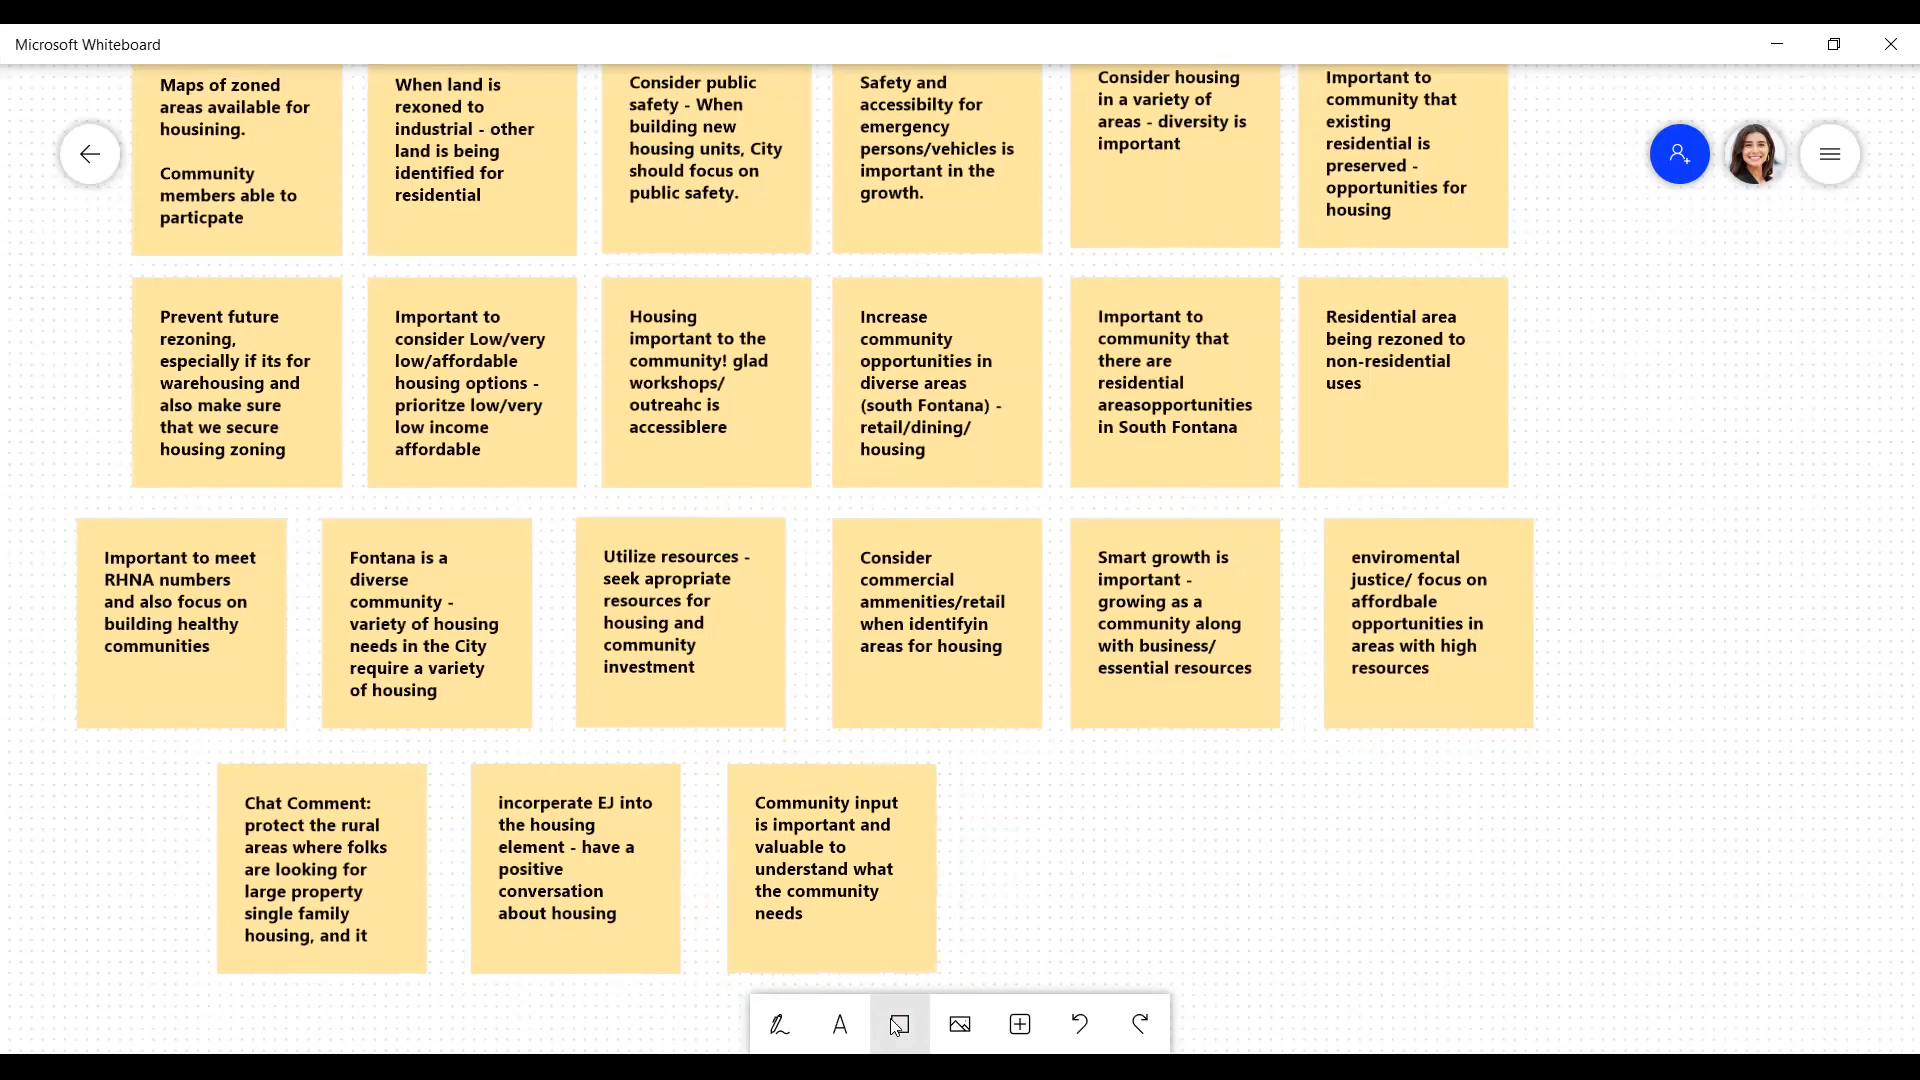 Microsoft Whiteboard
Maps of zoned
areas available for
housining.
Community
members able to
particpate
When land is
rexoned to
industrial - other
land is being
identified for
residential
Consider public
safety - When
building new
housing units, City
should focus on
public safety.
Safety and
accessibilty for
emergency
persons/vehicles is
important in the
growth.
Consider housing
in a variety of
areas - diversity is
important
Important to
community that
existing
residential is
preserved -
opportunities for
housing
Prevent future
rezoning,
especially if its for
warehousing and
also make sure
that we secure
housing zoning
Important to
consider Low/very
low/affordable
housing options -
prioritze low/very
low income
affordable
Housing
important to the
community! glad
workshops/
outreahc is
accessiblere
Increase
community
opportunities in
diverse areas
(south Fontana) -
retail/dining/
housing
Important to
community that
there are
residential
areasopportunities
in South Fontana
Residential area
being rezoned to
non-residential
uses
Important to meet
RHNA numbers
and also focus on
building healthy
communities
Fontana is a
diverse
community -
variety of housing
needs in the City
require a variety
of housing
Utilize resources -
seek apropriate
resources for
housing and
community
investment
Consider
commercial
ammenities/retail
when identifyin
areas for housing
Smart growth is
important -
growing as a
community along
with business/
essential resources
enviromental
justice/ focus on
affordbale
opportunities in
areas with high
resources
Chat Comment:
protect the rural
areas where folks
are looking for
large property
single family
housing, and it
incorperate EJ into
the housing
element - have a
positive
conversation
about housing
Community input
is important and
valuable to
understand what
the community
needs